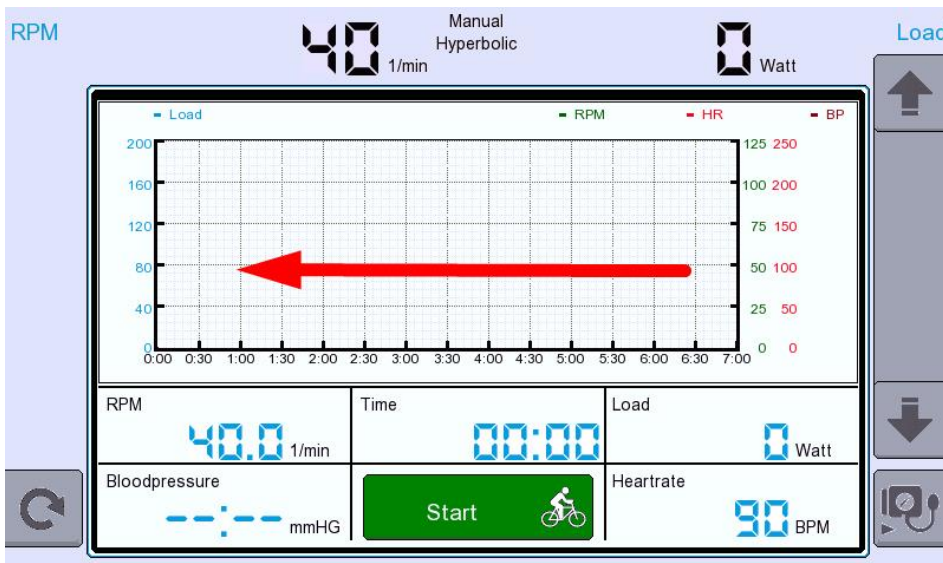 RPM
40 1/min
Manual
Hyperbolic
0 Watt
Load
- Load
- RPM
- HR
- BP
200 125 250
160 100 200
120 75 150
80 50 100
40 25 50
0 0 0
0:00 0:30 1:00 1:30 2:00 2:30 3:00 3:30 4:00 4:30 5:00 5:30 6:00 6:30 7:00
RPM
40.0 1/min
Time
00:00
Load
0 Watt
Bloodpressure
--:-- mmHG
Start
Heartrate
90 BPM